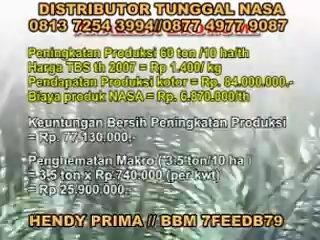 DISTRIBUTOR TUNGGAL NASA
0813 7254 3994//0877 4977 9087
Peningkatan Produksi 60 ton /10 ha/th
Harga TBS th 2007 = Rp 1.400/ kg
Pendapatan Produksi kotor = Rp. 84.000.000,-
Biaya produk NASA = Rp. 6.870.000/th
Keuntungan Bersih Peningkatan Produksi
= Rp. 77.130.000,-
Penghematan Makro (*3.5 ton/10 ha )
= 3,5 ton x Rp.740.000 (per kwt)
= Rp 25.900.000,-
HENDY PRIMA // BBM 7FEEDB79